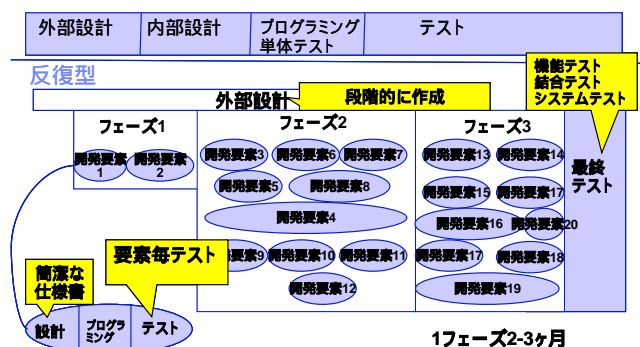 外部設計
内部設計
プログラミング
単体テスト
テスト
反復型
機能テスト
結合テスト
システムテスト
外部設計
段階的に作成
フェーズ1
フェーズ2
フェーズ3
開発要素
1
開発要素
2
開発要素3
開発要素6
開発要素7
開発要素5
開発要素8
開発要素4
開発要素9
開発要素10
開発要素11
開発要素12
開発要素13
開発要素14
開発要素15
開発要素17
開発要素16
開発要素20
開発要素17
開発要素18
開発要素19
最終
テスト
簡潔な
仕様書
要素毎テスト
設計
プログラ
ミング
テスト
1フェーズ2-3ヶ月